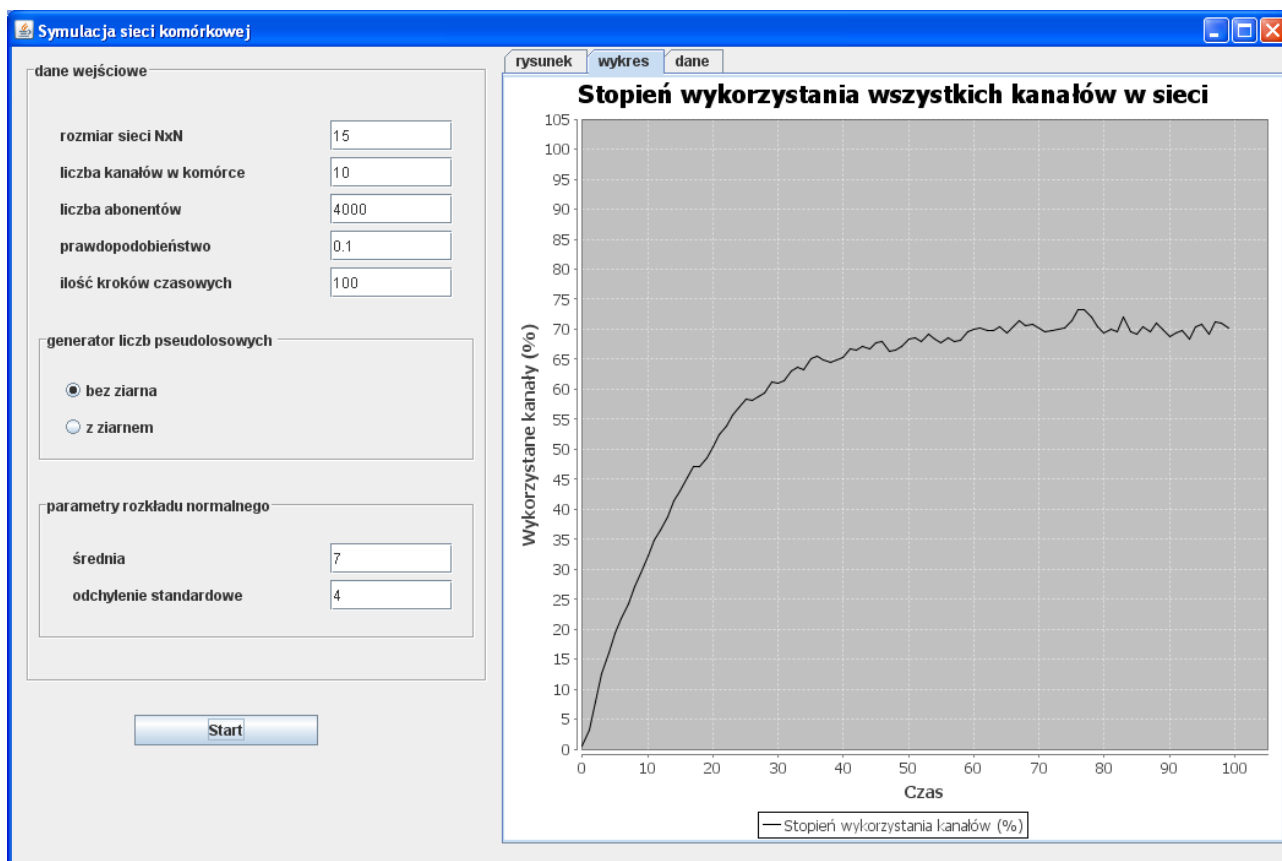 Symulacja sieci komórkowej
dane wejściowe
rozmiar sieci NxN
15
liczba kanałów w komórce
10
liczba abonentów
4000
prawdopodobieństwo
0.1
ilość kroków czasowych
100
generator liczb pseudolosowych
bez ziarna
z ziarnem
parametry rozkładu normalnego
średnia
7
odchylenie standardowe
4
Start
rysunek wykres dane
Stopień wykorzystania wszystkich kanałów w sieci
Wykorzystane kanały (%)
105
100
95
90
85
80
75
70
65
60
55
50
45
40
35
30
25
20
15
10
5
0
0 10 20 30 40 50 60 70 80 90 100
Czas
Stopień wykorzystania kanałów (%)